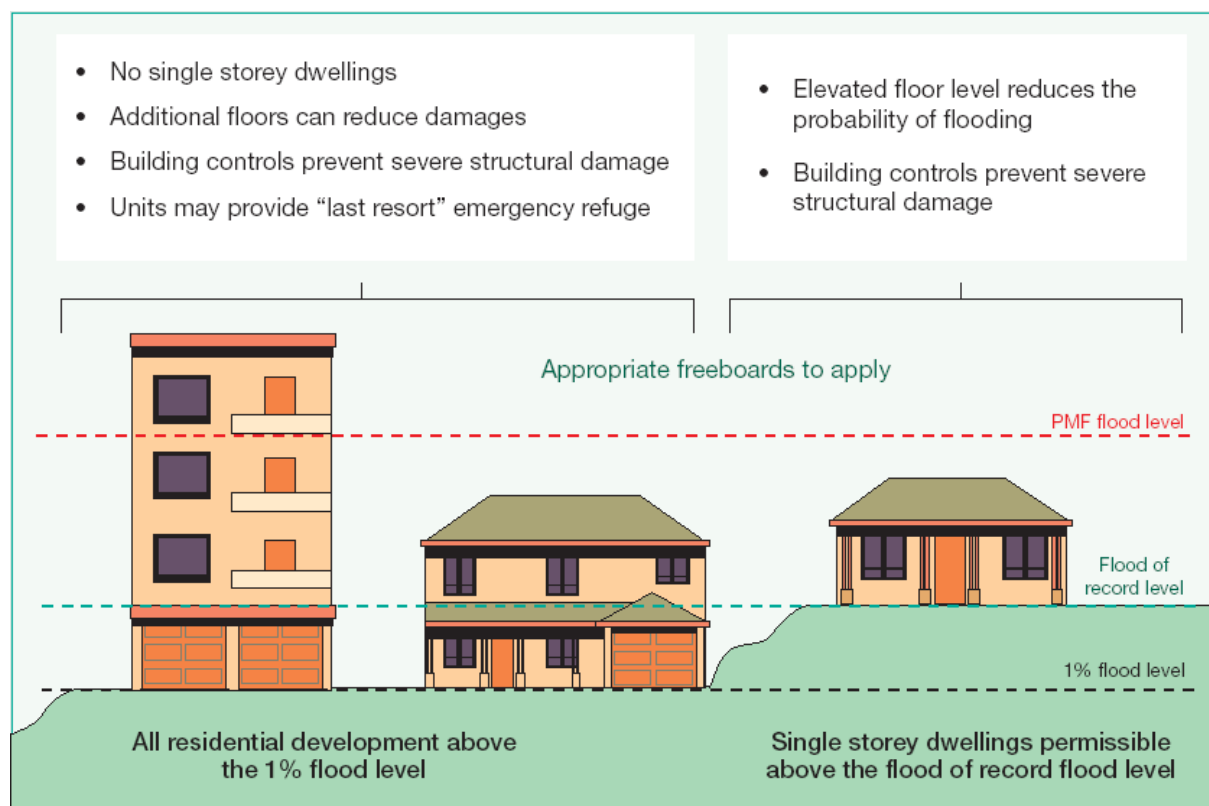 • No single storey dwellings
• Additional floors can reduce damages
• Building controls prevent severe structural damage
• Units may provide “last resort” emergency refuge
• Elevated floor level reduces the
probability of flooding
• Building controls prevent severe
structural damage
Appropriate freeboards to apply
PMF flood level
Flood of
record level
1% flood level
All residential development above
the 1% flood level
Single storey dwellings permissible
above the flood of record flood level